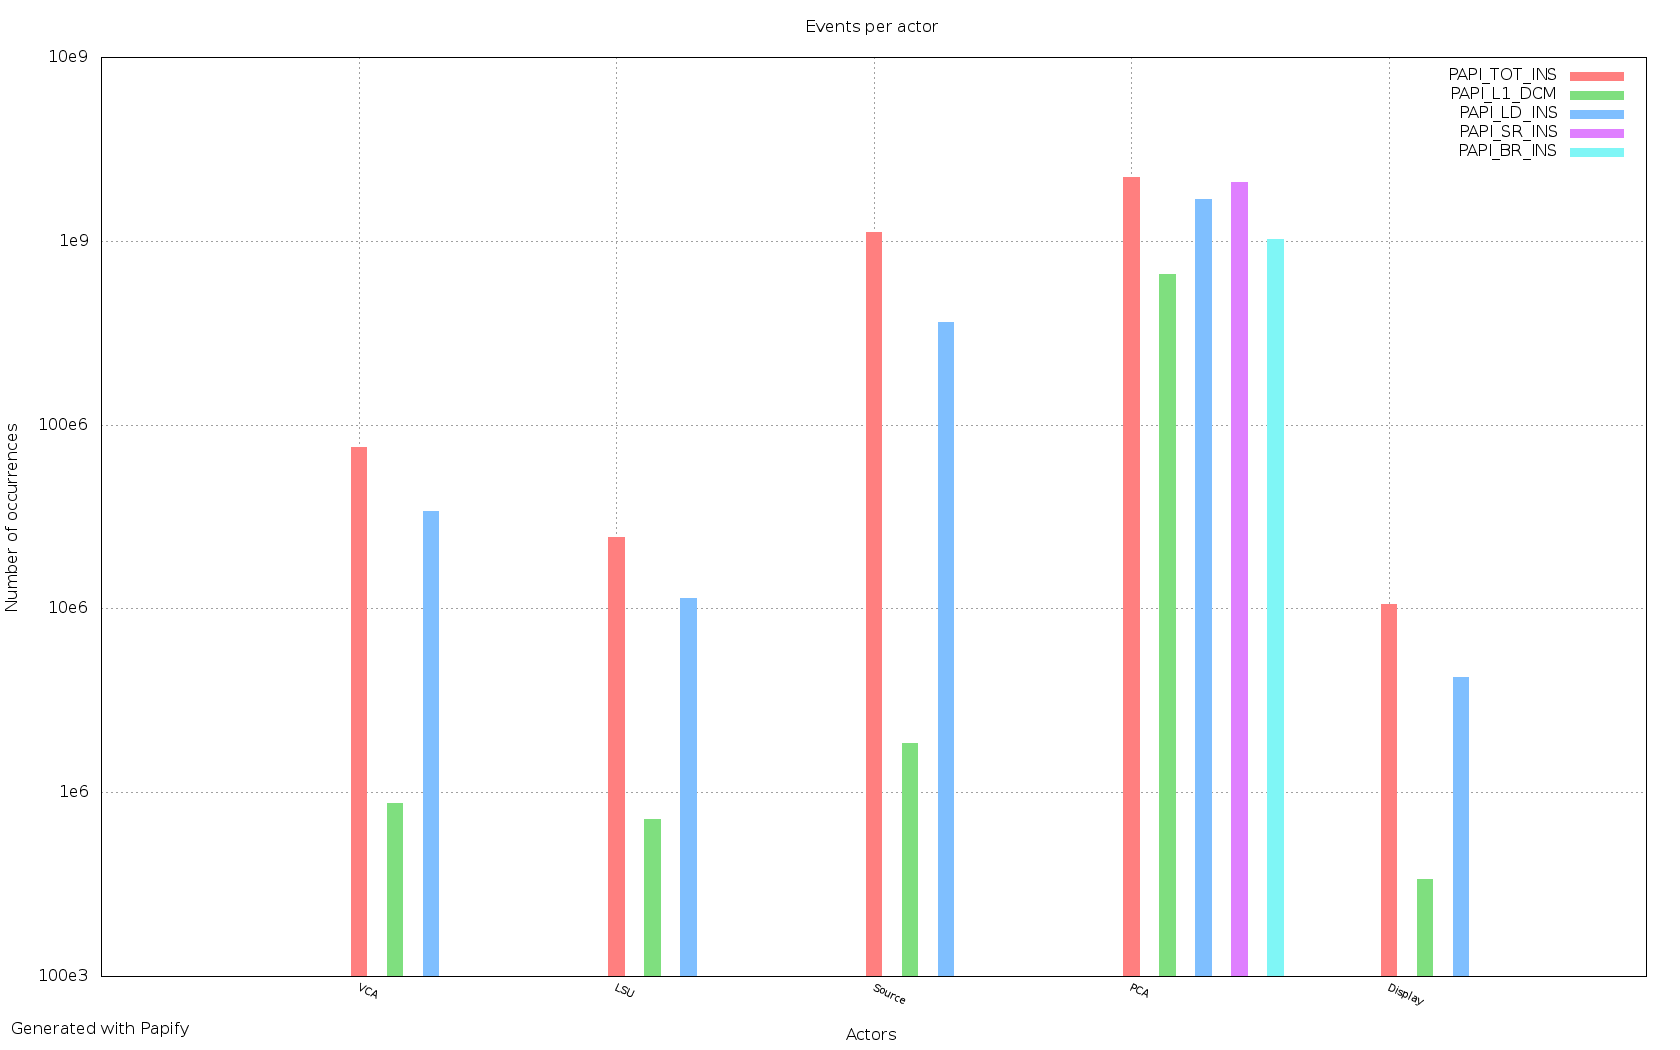 Events per actor
10e9
1e9
100e6
10e6
1e6
100e3
Number of occurrences
PAPI_TOT_INS
PAPI_L1_DCM
PAPI_LD_INS
PAPI_SR_INS
PAPI_BR_INS
VCA
LSU
Source
PCA
Display
Actors
Generated with Papify